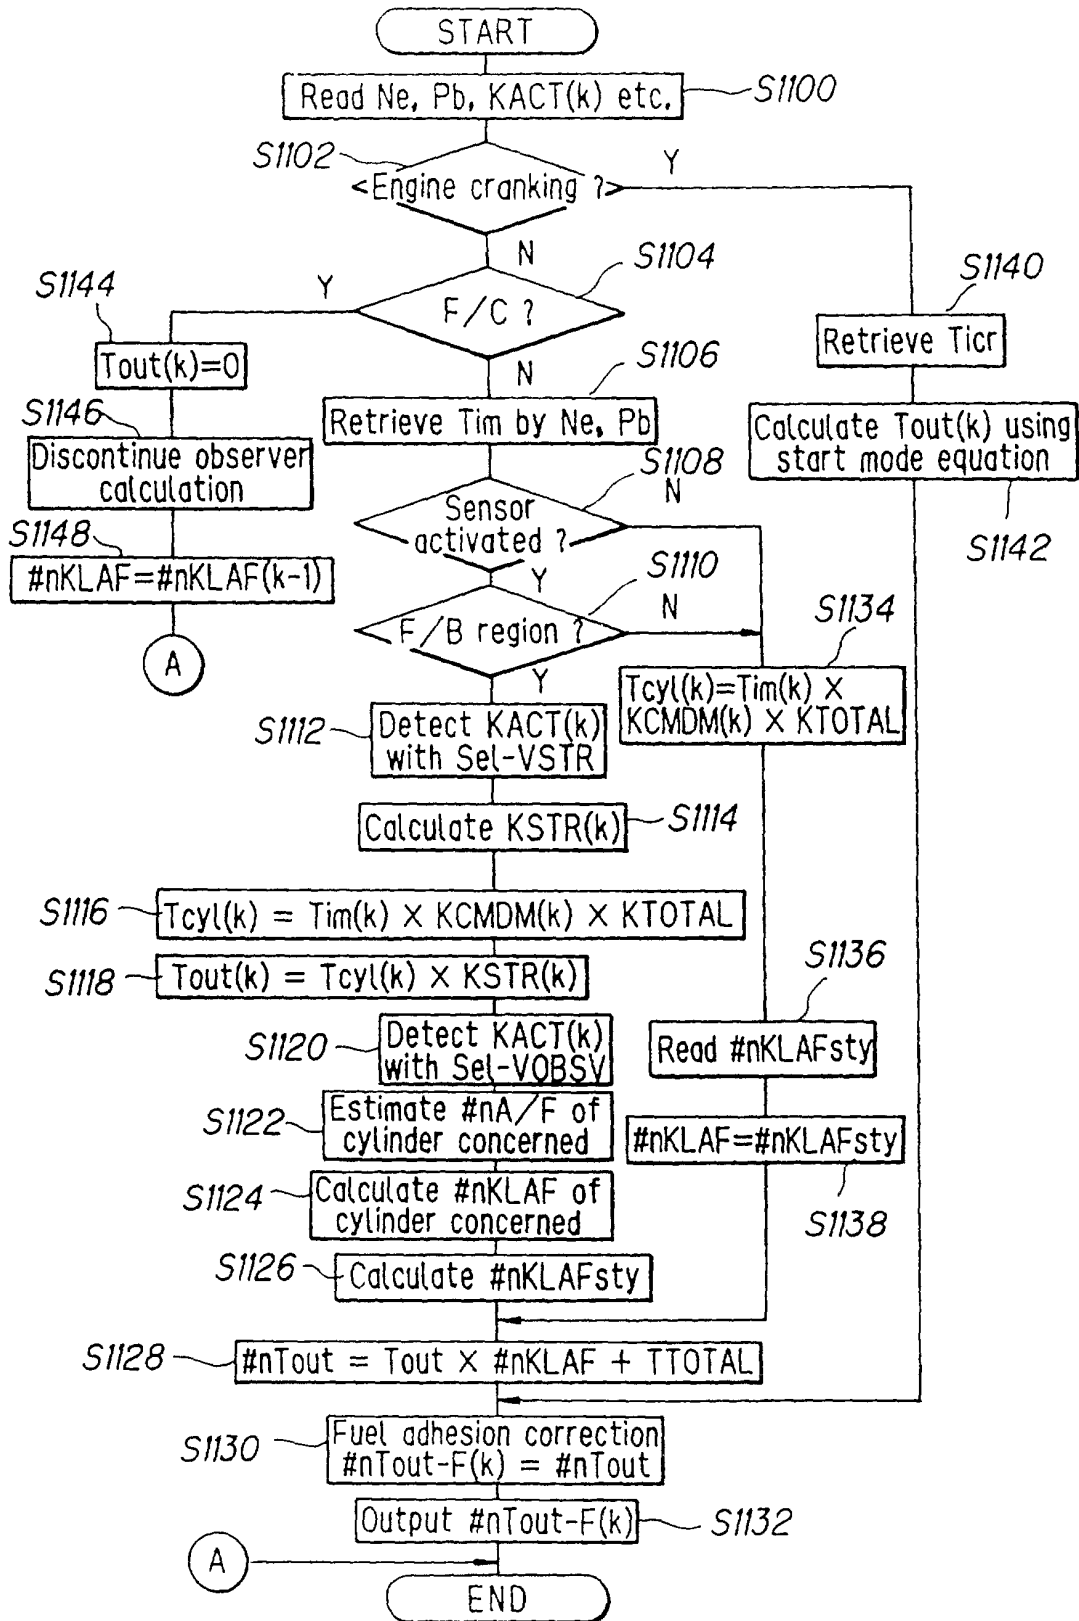 START
Read Ne, Pb, KACT(k) etc.
S1100
S1102
Engine cranking ?
Y
N
S1104
Y
F/C ?
S1144
S1140
Tout(k)=0
Retrieve Ticr
N
S1106
S1146
Retrieve Tim by Ne, Pb
Calculate Tout(k) using
start mode equation
Discontinue observer
calculation
S1108
N
Sensor
activated ?
S1142
S1148
#nKLAF=#nKLAF(k-1)
Y
S1110
F/B region ?
N
S1134
A
Y
Tcyl(k)=Tim(k) ×
KCMDM(k) × KTOTAL
S1112
Detect KACT(k)
with Sel-VSTR
Calculate KSTR(k)
S1114
S1116
Tcyl(k) = Tim(k) × KCMDM(k) × KTOTAL
S1118
Tout(k) = Tcyl(k) × KSTR(k)
S1136
S1120
Detect KACT(k)
with Sel-VOBSV
Read #nKLAFsty
S1122
Estimate #nA/F of
cylinder concerned
#nKLAF=#nKLAFsty
S1124
Calculate #nKLAF of
cylinder concerned
S1138
S1126
Calculate #nKLAFsty
S1128
#nTout = Tout × #nKLAF + TTOTAL
S1130
Fuel adhesion correction
#nTout-F(k) = #nTout
Output #nTout-F(k)
S1132
A
END